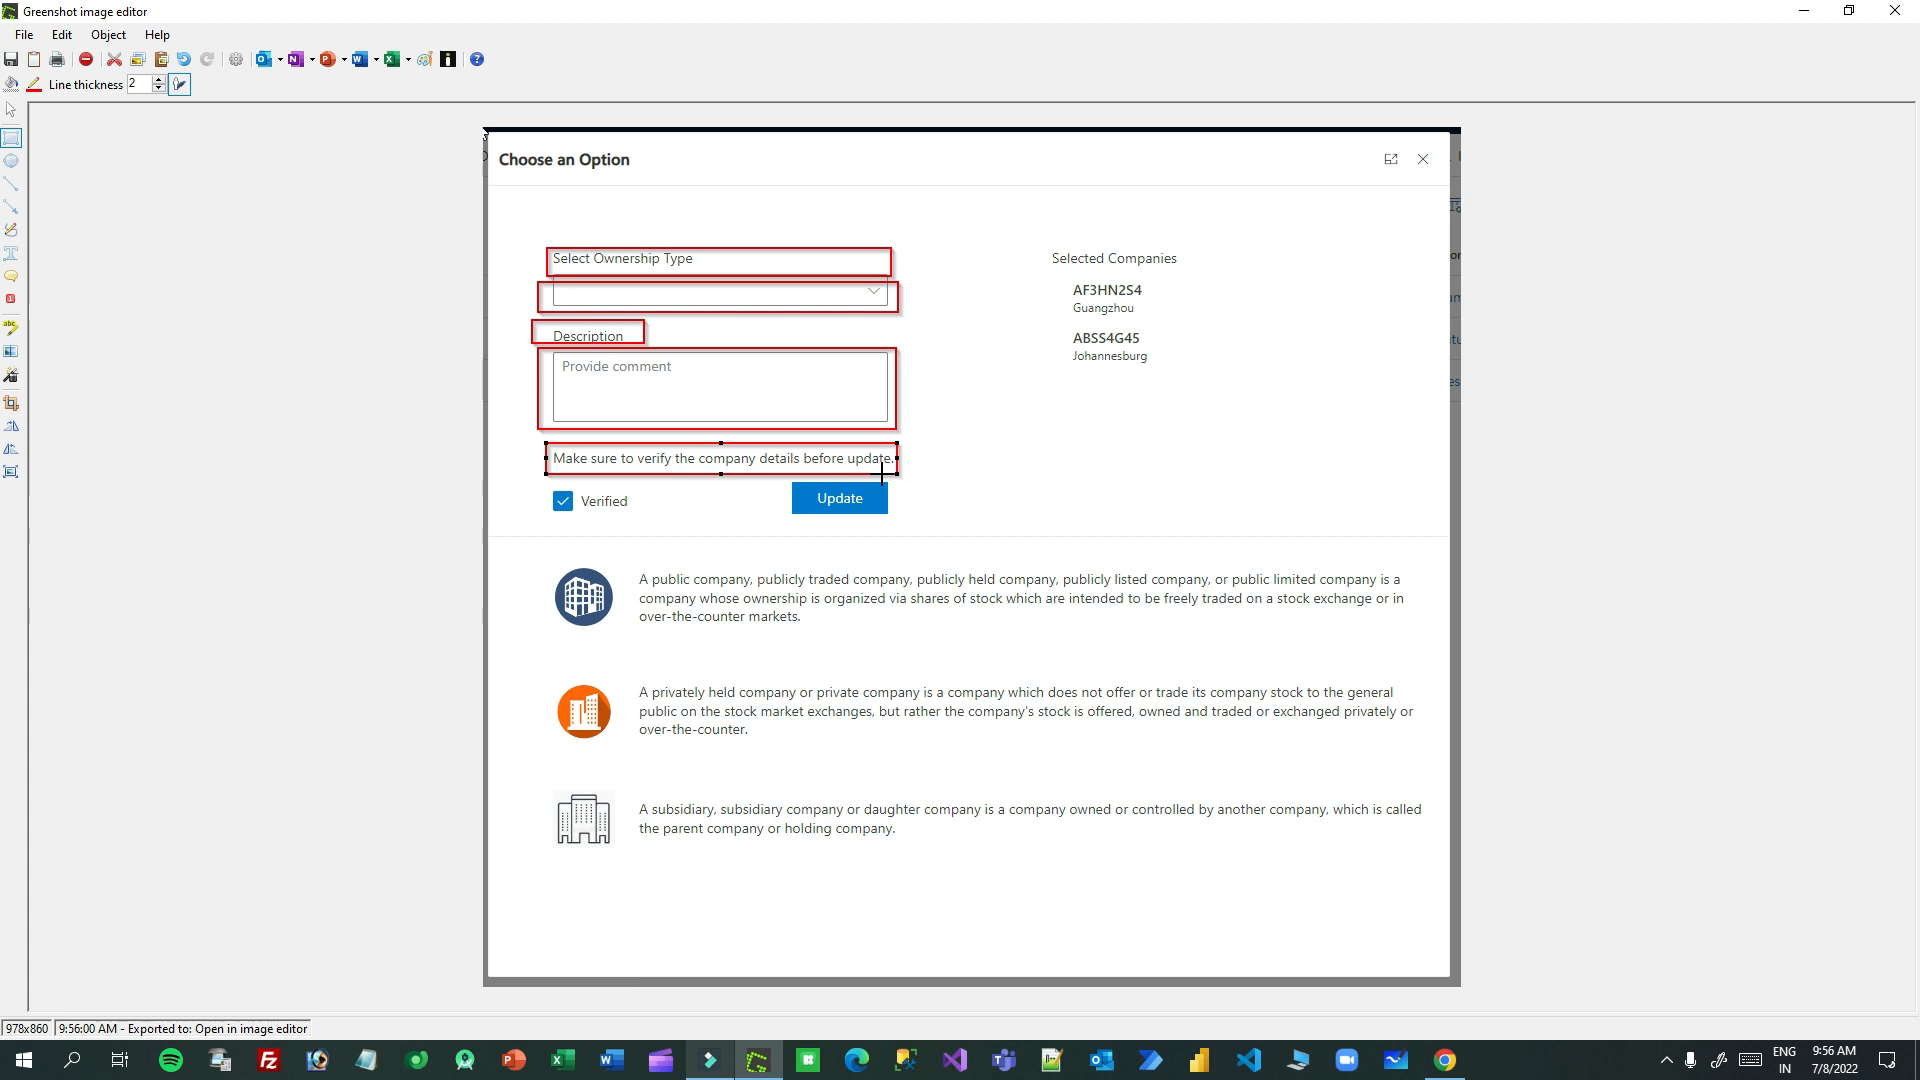 Greenshot image editor
File Edit Object Help
Line thickness 2
Choose an Option
Select Ownership Type
Description
Provide comment
Make sure to verify the company details before update.
Verified
Update
Selected Companies
AF3HN2S4
Guangzhou
ABSS4G45
Johannesburg
A public company, publicly traded company, publicly held company, publicly listed company, or public limited company is a
company whose ownership is organized via shares of stock which are intended to be freely traded on a stock exchange or in
over-the-counter markets.
A privately held company or private company is a company which does not offer or trade its company stock to the general
public on the stock market exchanges, but rather the company's stock is offered, owned and traded or exchanged privately or
over-the-counter.
A subsidiary, subsidiary company or daughter company is a company owned or controlled by another company, which is called
the parent company or holding company.
978x860 9:56:00 AM - Exported to: Open in image editor
ENG
IN
9:56 AM
7/8/2022